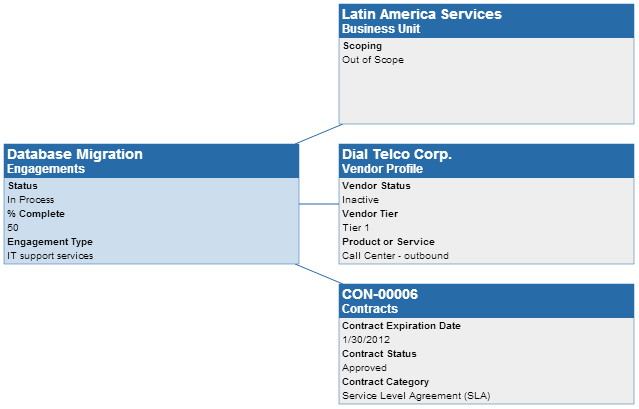 Latin America Services
Business Unit
Scoping
Out of Scope
Database Migration
Engagements
Status
In Process
% Complete
50
Engagement Type
IT support services
Dial Telco Corp.
Vendor Profile
Vendor Status
Inactive
Vendor Tier
Tier 1
Product or Service
Call Center - outbound
CON-00006
Contracts
Contract Expiration Date
1/30/2012
Contract Status
Approved
Contract Category
Service Level Agreement (SLA)